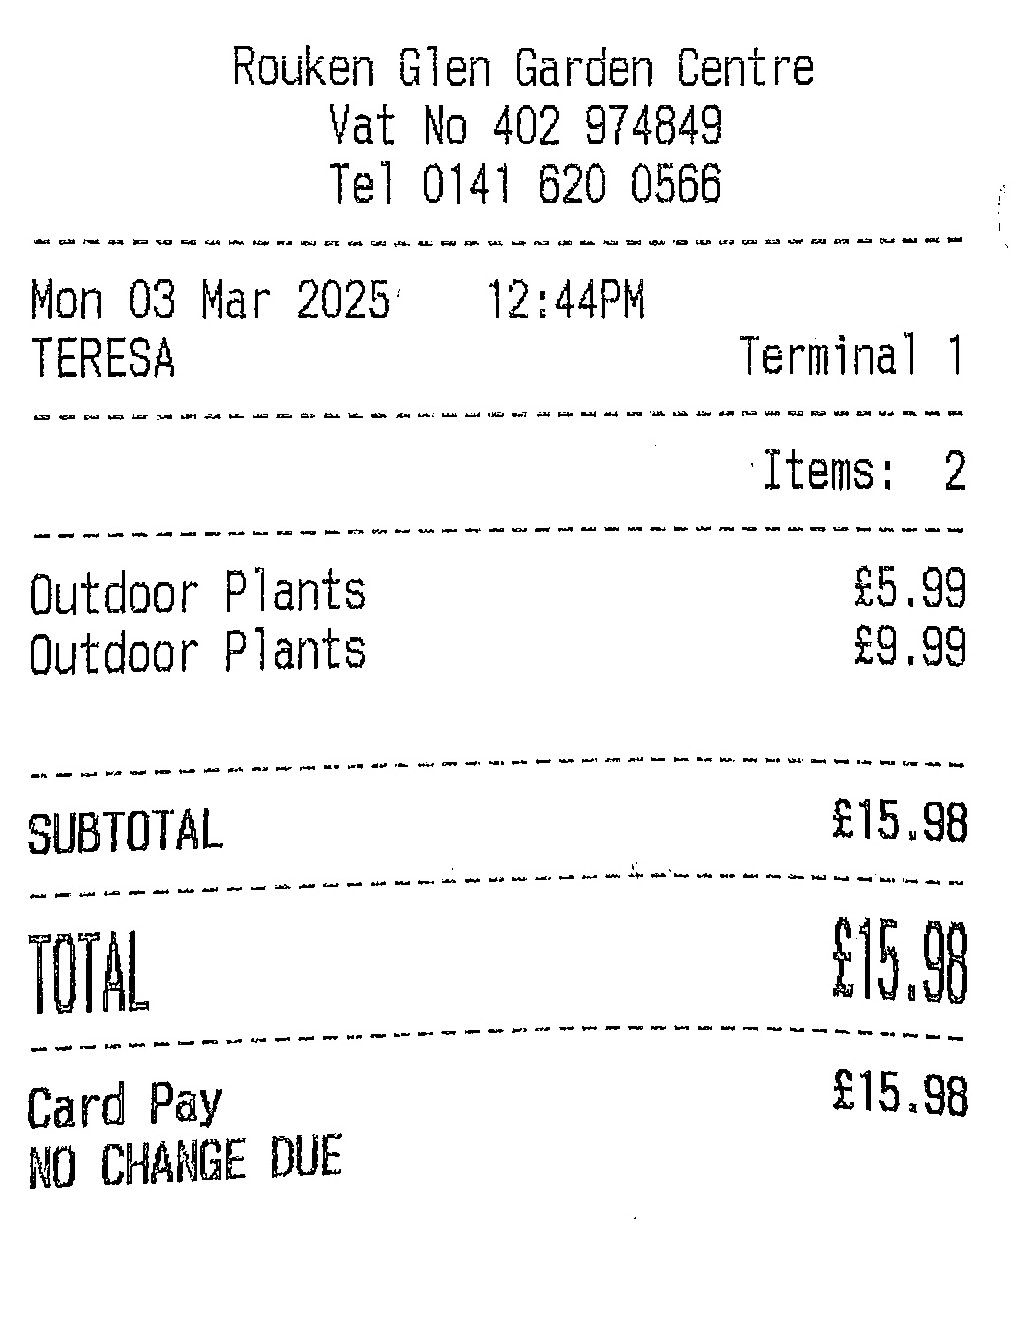 Rouken Glen Garden Centre
Vat No 402 974849
Tel 0141 620 0566
Mon 03 Mar 2025 12:44PM
TERESA Terminal 1
Items: 2
Outdoor Plants £5.99
Outdoor Plants £9.99
SUBTOTAL £15.98
TOTAL £15.98
Card Pay £15.98
NO CHANGE DUE